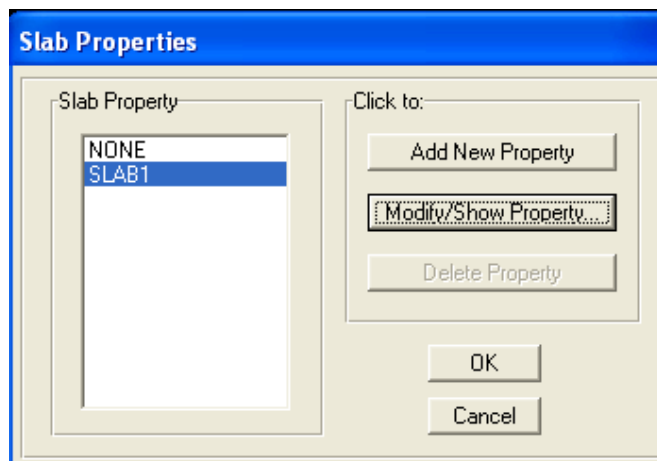 Slab Properties
Slab Property
NONE
SLAB1
Click to:
Add New Property
Modify/Show Property...
Delete Property
OK
Cancel